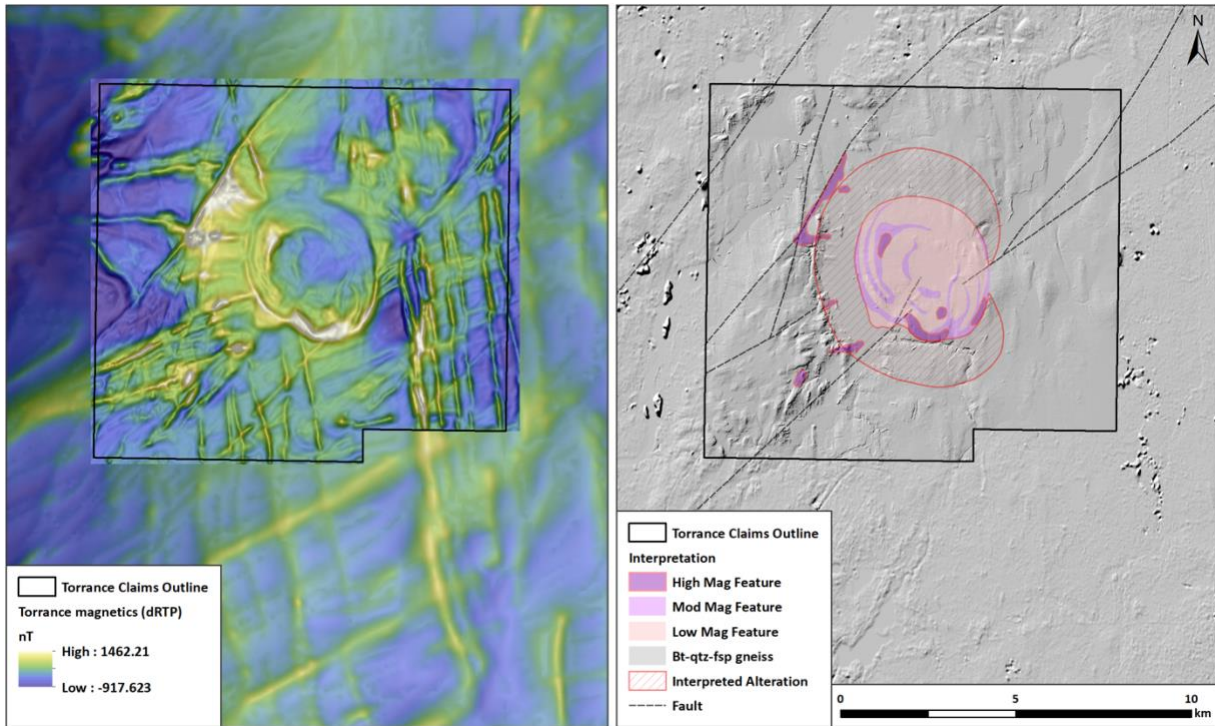 Torrance Claims Outline
Torrance magnetics (dRTP)
nT
High : 1462.21
Low : -917.623
N
Torrance Claims Outline
Interpretation
High Mag Feature
Mod Mag Feature
Low Mag Feature
Bt-qtz-fsp gneiss
Interpreted Alteration
Fault
0 5 10
km